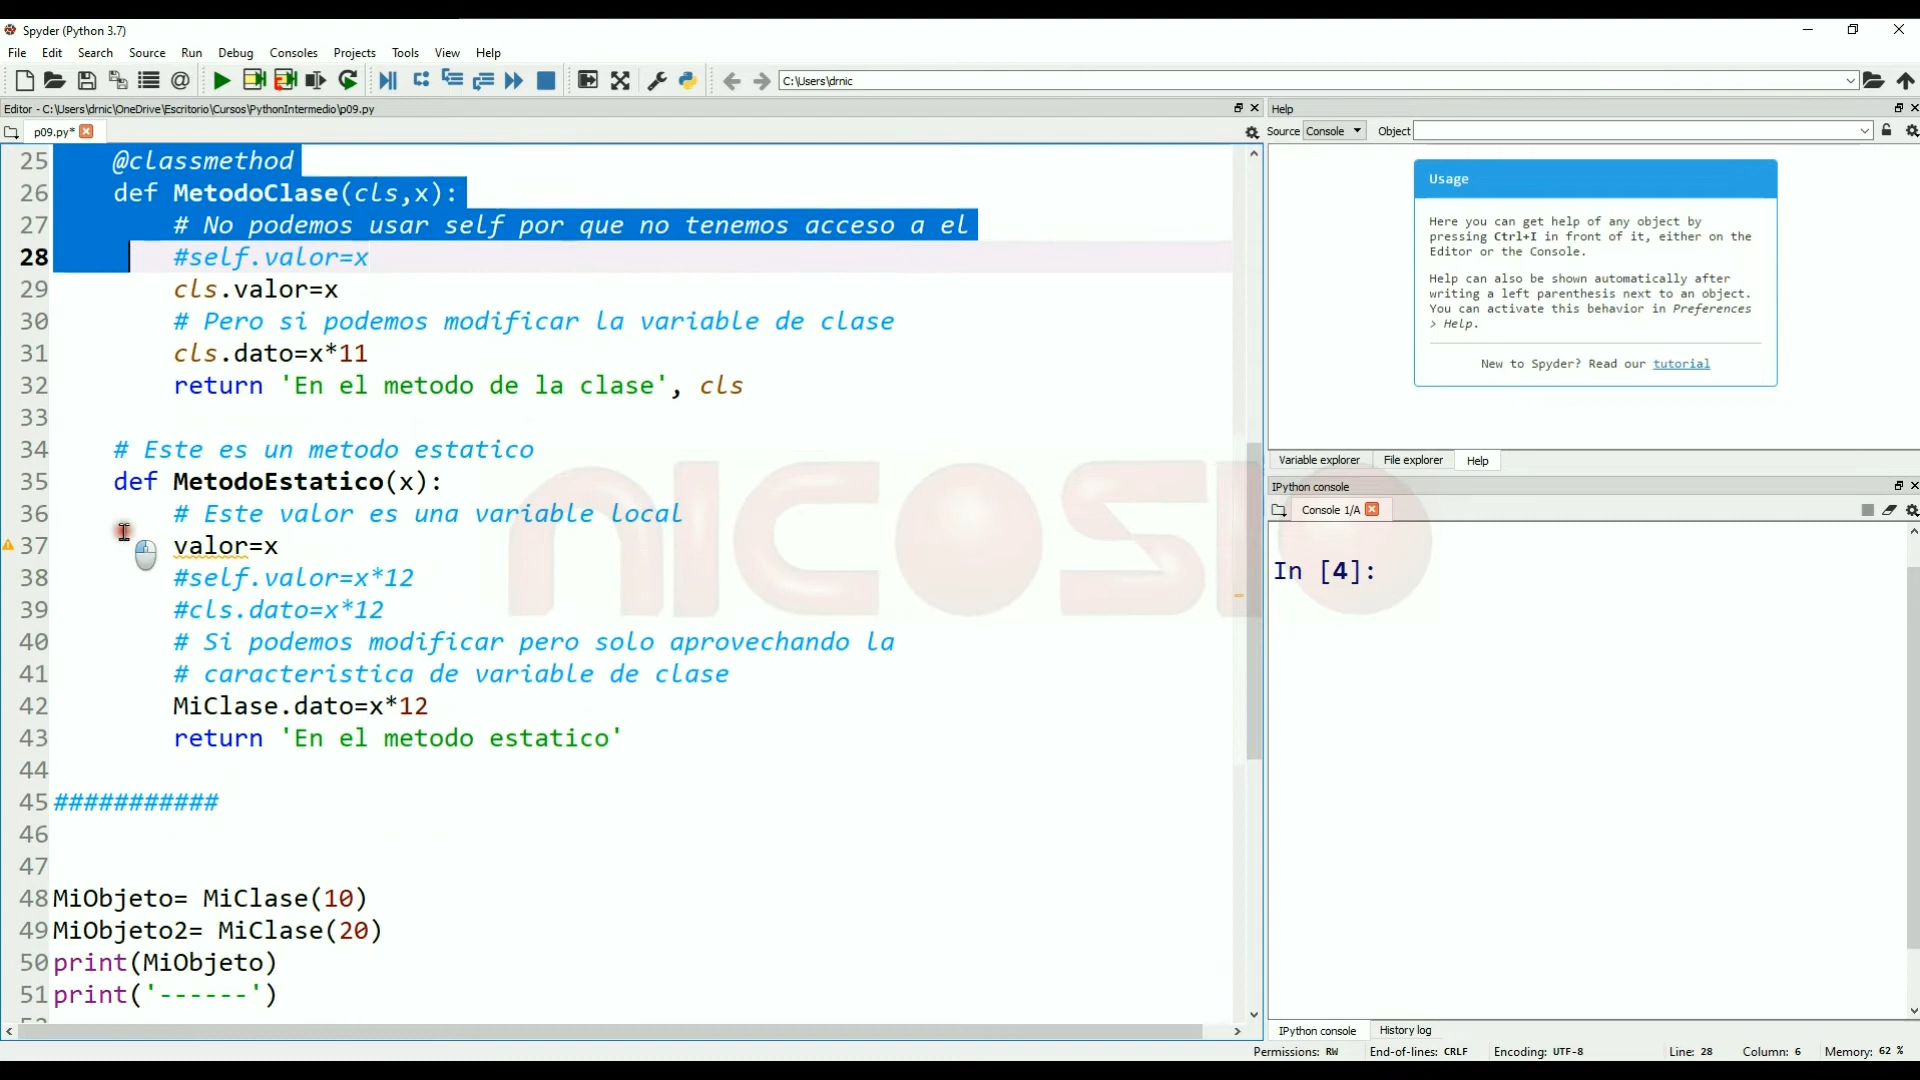 Spyder (Python 3.7)
File Edit Search Source Run Debug Consoles Projects Tools View Help
C:\Users\drnic
Editor - C:\Users\drnic\OneDrive\Escritorio\Cursos\PythonIntermedio\p09.py
p09.py*
25 @classmethod
26 def MetodoClase(cls,x):
27 # No podemos usar self por que no tenemos acceso a el
28 #self.valor=x
29 cls.valor=x
30 # Pero si podemos modificar la variable de clase
31 cls.dato=x*11
32 return 'En el metodo de la clase', cls
33
34 # Este es un metodo estatico
35 def MetodoEstatico(x):
36 # Este valor es una variable local
37 valor=x
38 #self.valor=x*12
39 #cls.dato=x*12
40 # Si podemos modificar pero solo aprovechando la
41 # caracteristica de variable de clase
42 MiClase.dato=x*12
43 return 'En el metodo estatico'
44
45 ###########
46
47
48 MiObjeto= MiClase(10)
49 MiObjeto2= MiClase(20)
50 print(MiObjeto)
51 print('------')
NICOSIO
Help
Source Console Object
Usage
Here you can get help of any object by
pressing Ctrl+I in front of it, either on the
Editor or the Console.
Help can also be shown automatically after
writing a left parenthesis next to an object.
You can activate this behavior in Preferences
> Help.
New to Spyder? Read our tutorial
Variable explorer File explorer Help
IPython console
Console 1/A
In [4]:
IPython console History log
Permissions: RW End-of-lines: CRLF Encoding: UTF-8 Line: 28 Column: 6 Memory: 62 %